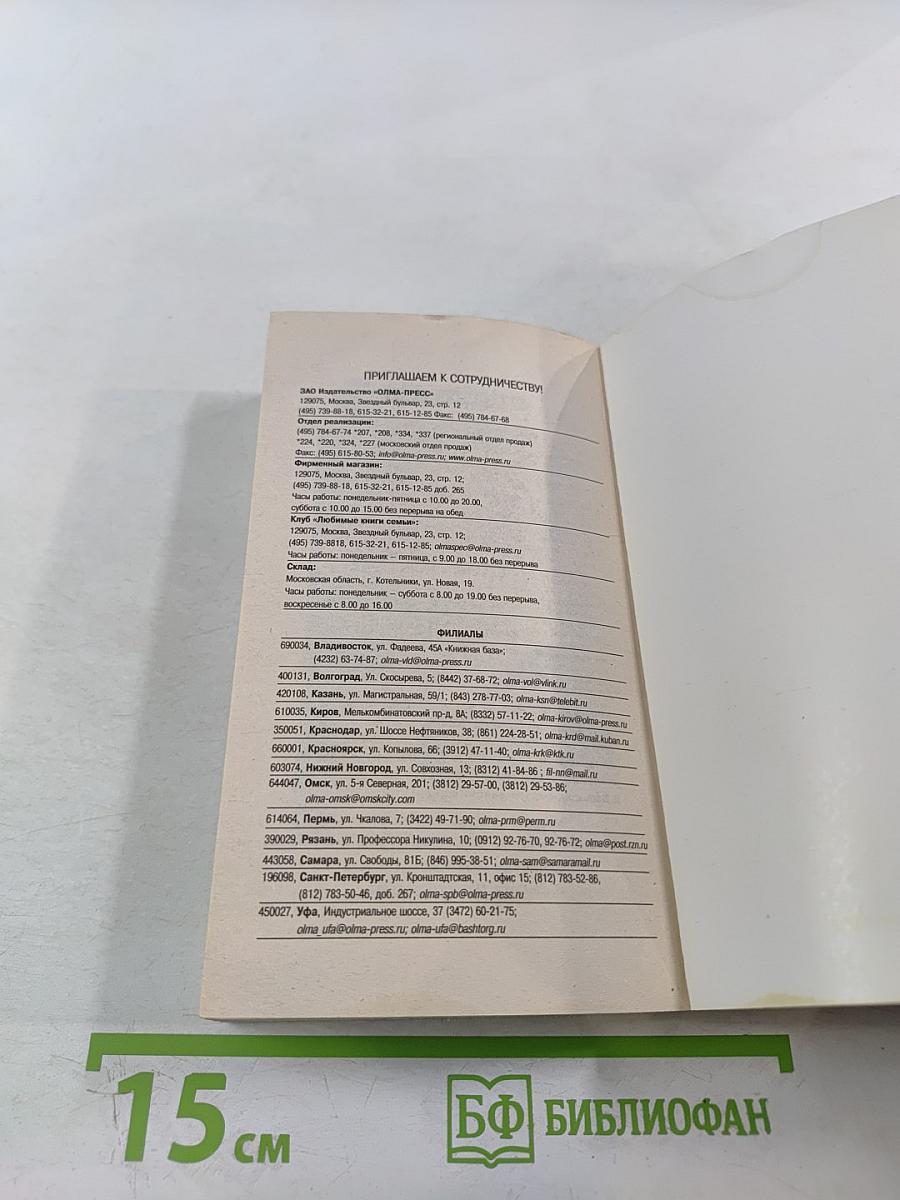 ПРИГЛАШАЕМ К СОТРУДНИЧЕСТВУ!
ЗАО Издательство «ОЛМА-ПРЕСС»
129075, Москва, Звездный бульвар, 23, стр. 12
(495) 739-88-18, 615-32-21, 615-12-85 Факс: (495) 784-67-68
Отдел реализации:
(495) 784-67-74 *207, *208, *334, *337 (региональный отдел продаж)
*224, *220, *324, *227 (московский отдел продаж)
Факс: (495) 615-80-53; info@olma-press.ru; www.olma-press.ru
Фирменный магазин:
129075, Москва, Звездный бульвар, 23, стр. 12;
(495) 739-88-18, 615-32-21, 615-12-85 доб. 265
Часы работы: понедельник-пятница с 10.00 до 20.00,
суббота с 10.00 до 15.00 без перерыва на обед
Клуб «Любимые книги семьи»:
129075, Москва, Звездный бульвар, 23, стр. 12;
(495) 739-8818, 615-32-21, 615-12-85; olmaspec@olma-press.ru
Часы работы: понедельник – пятница, с 9.00 до 18.00 без перерыва
Склад:
Московская область, г. Котельники, ул. Новая, 19.
Часы работы: понедельник – суббота с 8.00 до 19.00 без перерыва,
воскресенье с 8.00 до 16.00
ФИЛИАЛЫ
690034, Владивосток, ул. Фадеева, 45А «Книжная база»;
(4232) 63-74-87; olma-vld@olma-press.ru
400131, Волгоград, Ул. Скосырева, 5; (8442) 37-68-72; olma-vol@vlink.ru
420108, Казань, ул. Магистральная, 59/1; (843) 278-77-03; olma-ksn@telebit.ru
610035, Киров, Мелькомбинатовский пр-д, 8А; (8332) 57-11-22; olma-kirov@olma-press.ru
350051, Краснодар, ул. Шоссе Нефтяников, 38; (861) 224-28-51; olma-krd@mail.kuban.ru
660001, Красноярск, ул. Копылова, 66; (3912) 47-11-40; olma-krk@ktk.ru
603074, Нижний Новгород, ул. Совхозная, 13; (8312) 41-84-86 ; fil-nn@mail.ru
644047, Омск, ул. 5-я Северная, 201; (3812) 29-57-00, (3812) 29-53-86;
olma-omsk@omskcity.com
614064, Пермь, ул. Чкалова, 7; (3422) 49-71-90; olma-prm@perm.ru
390029, Рязань, ул. Профессора Никулина, 10; (0912) 92-76-70, 92-76-72; olma@post.rzn.ru
443058, Самара, ул. Свободы, 81Б; (846) 995-38-51; olma-sam@samaramail.ru
196098, Санкт-Петербург, ул. Кронштадтская, 11, офис 15; (812) 783-52-86,
(812) 783-50-46, доб. 267; olma-spb@olma-press.ru
450027, Уфа, Индустриальное шоссе, 37 (3472) 60-21-75;
olma_ufa@olma-press.ru; olma-ufa@bashtorg.ru
15 см
БФ БИБЛИОФАН